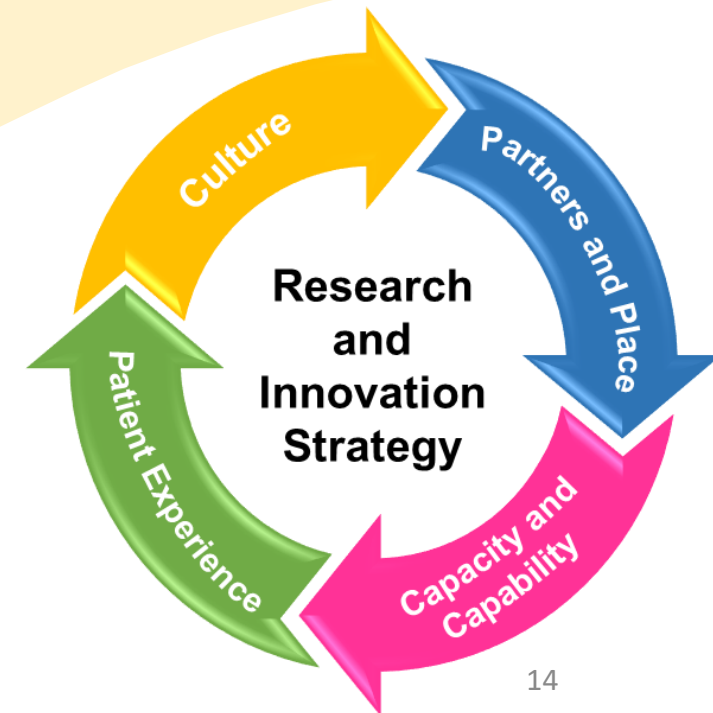 Culture
Partners and Place
Research
and
Innovation
Strategy
Patient Experience
Capacity and
Capability
14